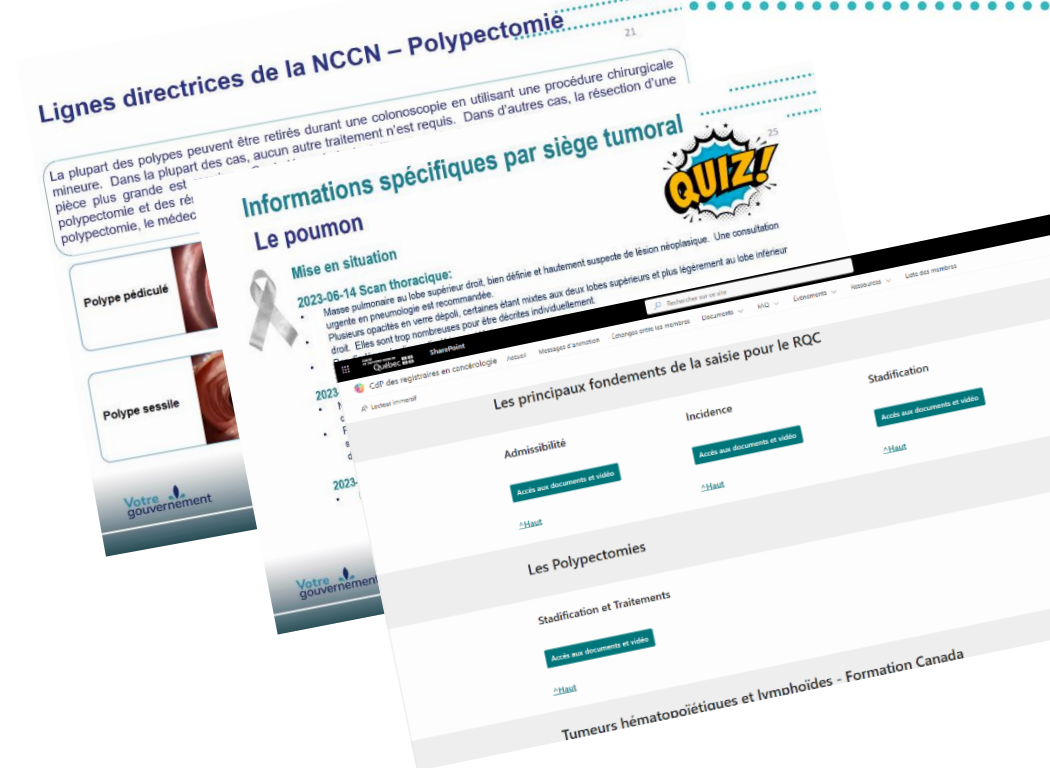 Lignes directrices de la NCCN – Polypectomie
21
La plupart des polypes peuvent être retirés durant une colonoscopie en utilisant une procédure chirurgicale
mineure. Dans la plupart des cas, aucun autre traitement n'est requis. Dans d'autres cas, la résection d'une
pièce plus grande est
polypectomie et des
polypectomie, le
Polype pédiculé
Polype sessile
Votre
gouvernement
25
Informations spécifiques par siège tumoral
QUIZ!
Le poumon
Mise en situation
2023-06-14 Scan thoracique:
Masse pulmonaire au lobe supérieur droit, bien définie et hautement suspecte de lésion néoplasique. Une consultation
urgente en pneumologie est recommandée.
Plusieurs opacités en verre dépoli, certaines étant mixtes aux deux lobes supérieurs et plus légèrement au lobe inférieur
droit. Elles sont trop nombreuses pour être décrites individuellement.
2023
2023-
Votre
gouvernement
Québec
SharePoint
Rechercher sur ce site
CdP des registraires en concérologie
Accueil
Messages d'animation
Échanges entre les membres
Documents
FAQ
Événements
Ressources
Liste des membres
Lecteur immersif
Les principaux fondements de la saisie pour le RQC
Admissibilité
Incidence
Stadification
Accès aux documents et vidéo
Accès aux documents et vidéo
Accès aux documents et vidéo
^Haut
^Haut
^Haut
Les Polypectomies
Stadification et Traitements
Accès aux documents et vidéo
^Haut
Tumeurs hématopoïétiques et lymphoïdes - Formation Canada